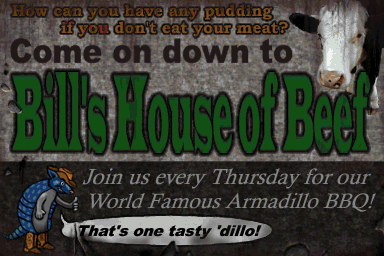 How can you have any pudding
if you don't eat your meat?
Come on down to
Bill's House of Beef
Join us every Thursday for our
World Famous Armadillo BBQ!
That's one tasty 'dillo!